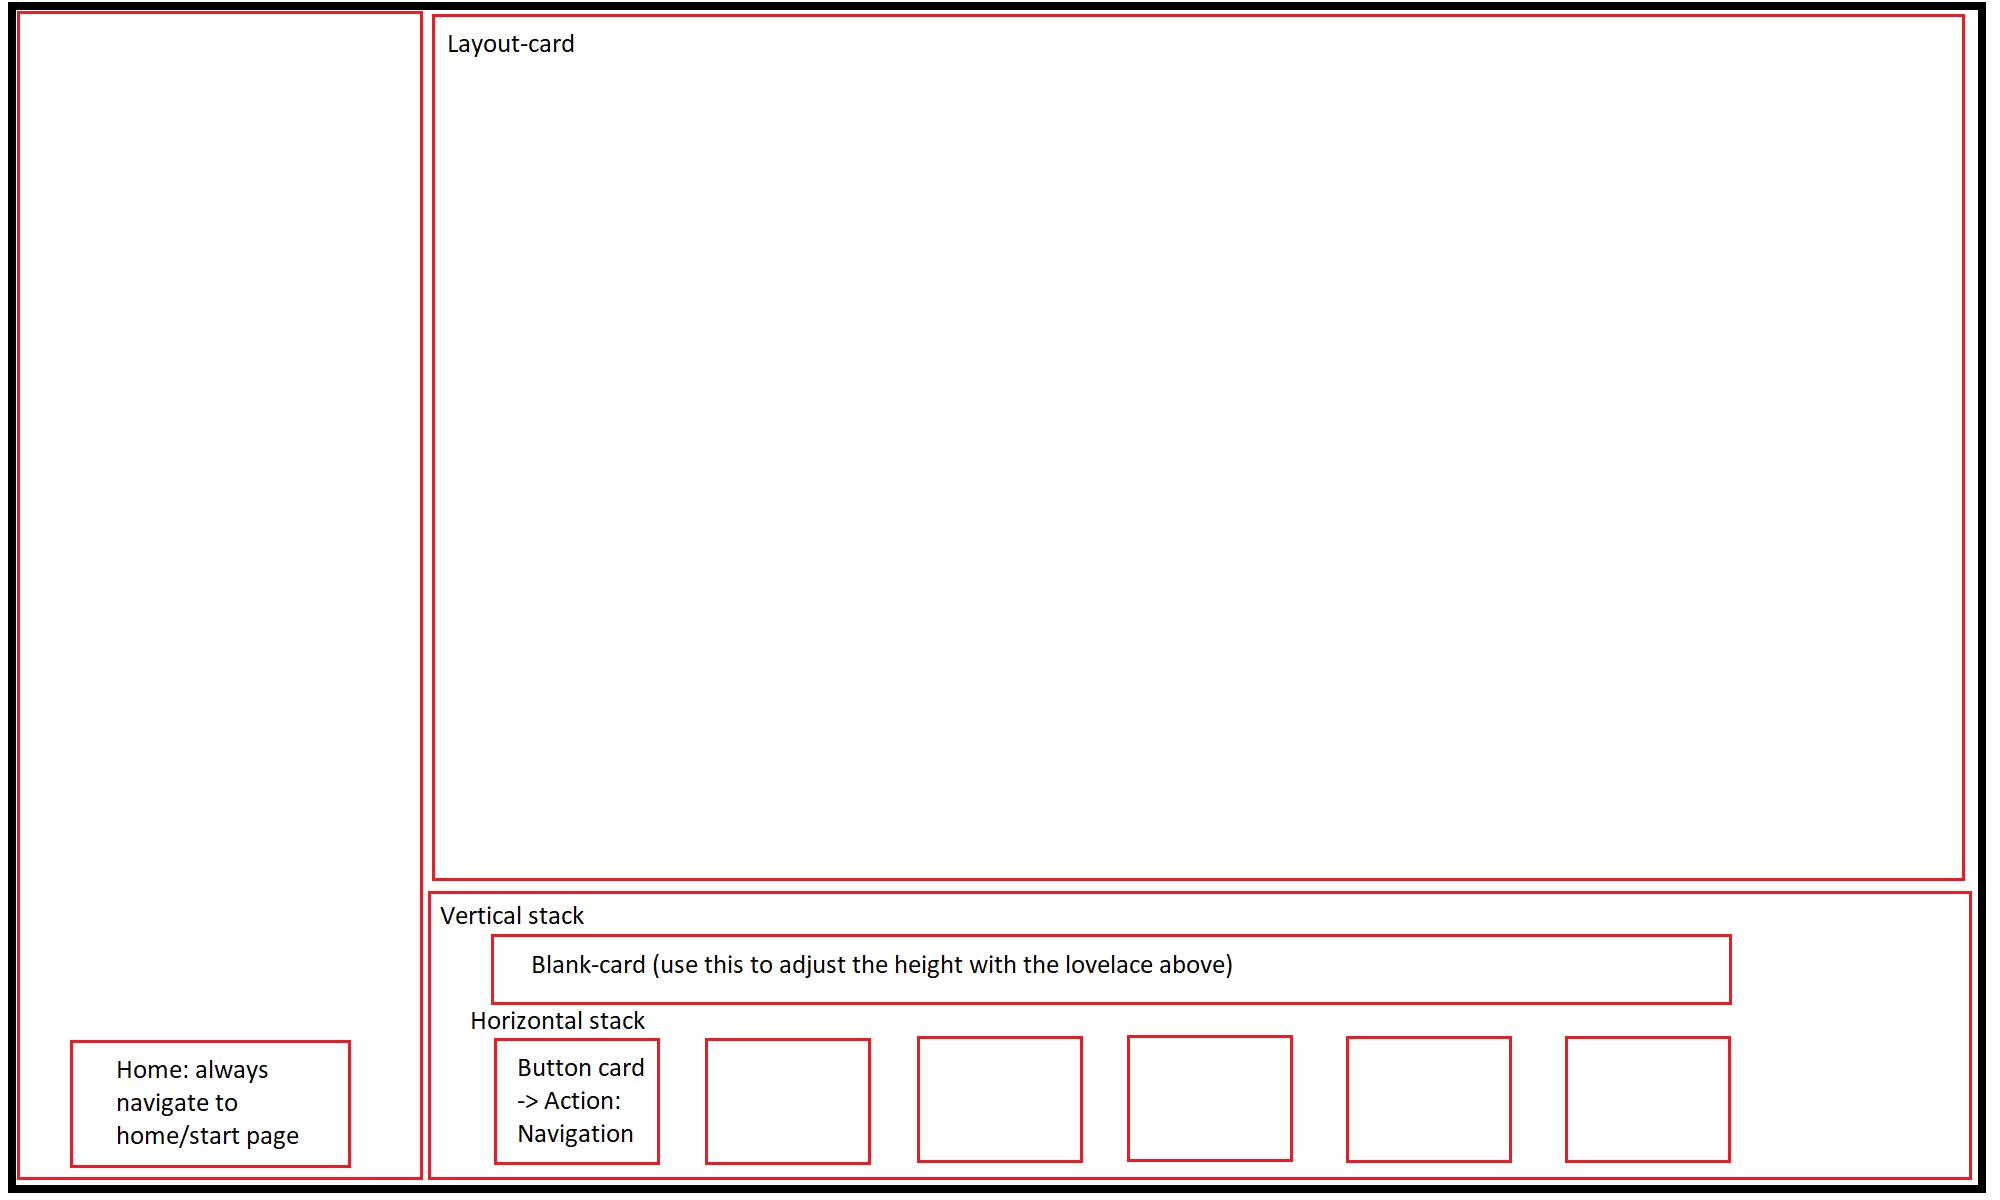 Layout-card
Vertical stack
Blank-card (use this to adjust the height with the lovelace above)
Horizontal stack
Button card
-> Action:
Navigation
Home: always
navigate to
home/start page